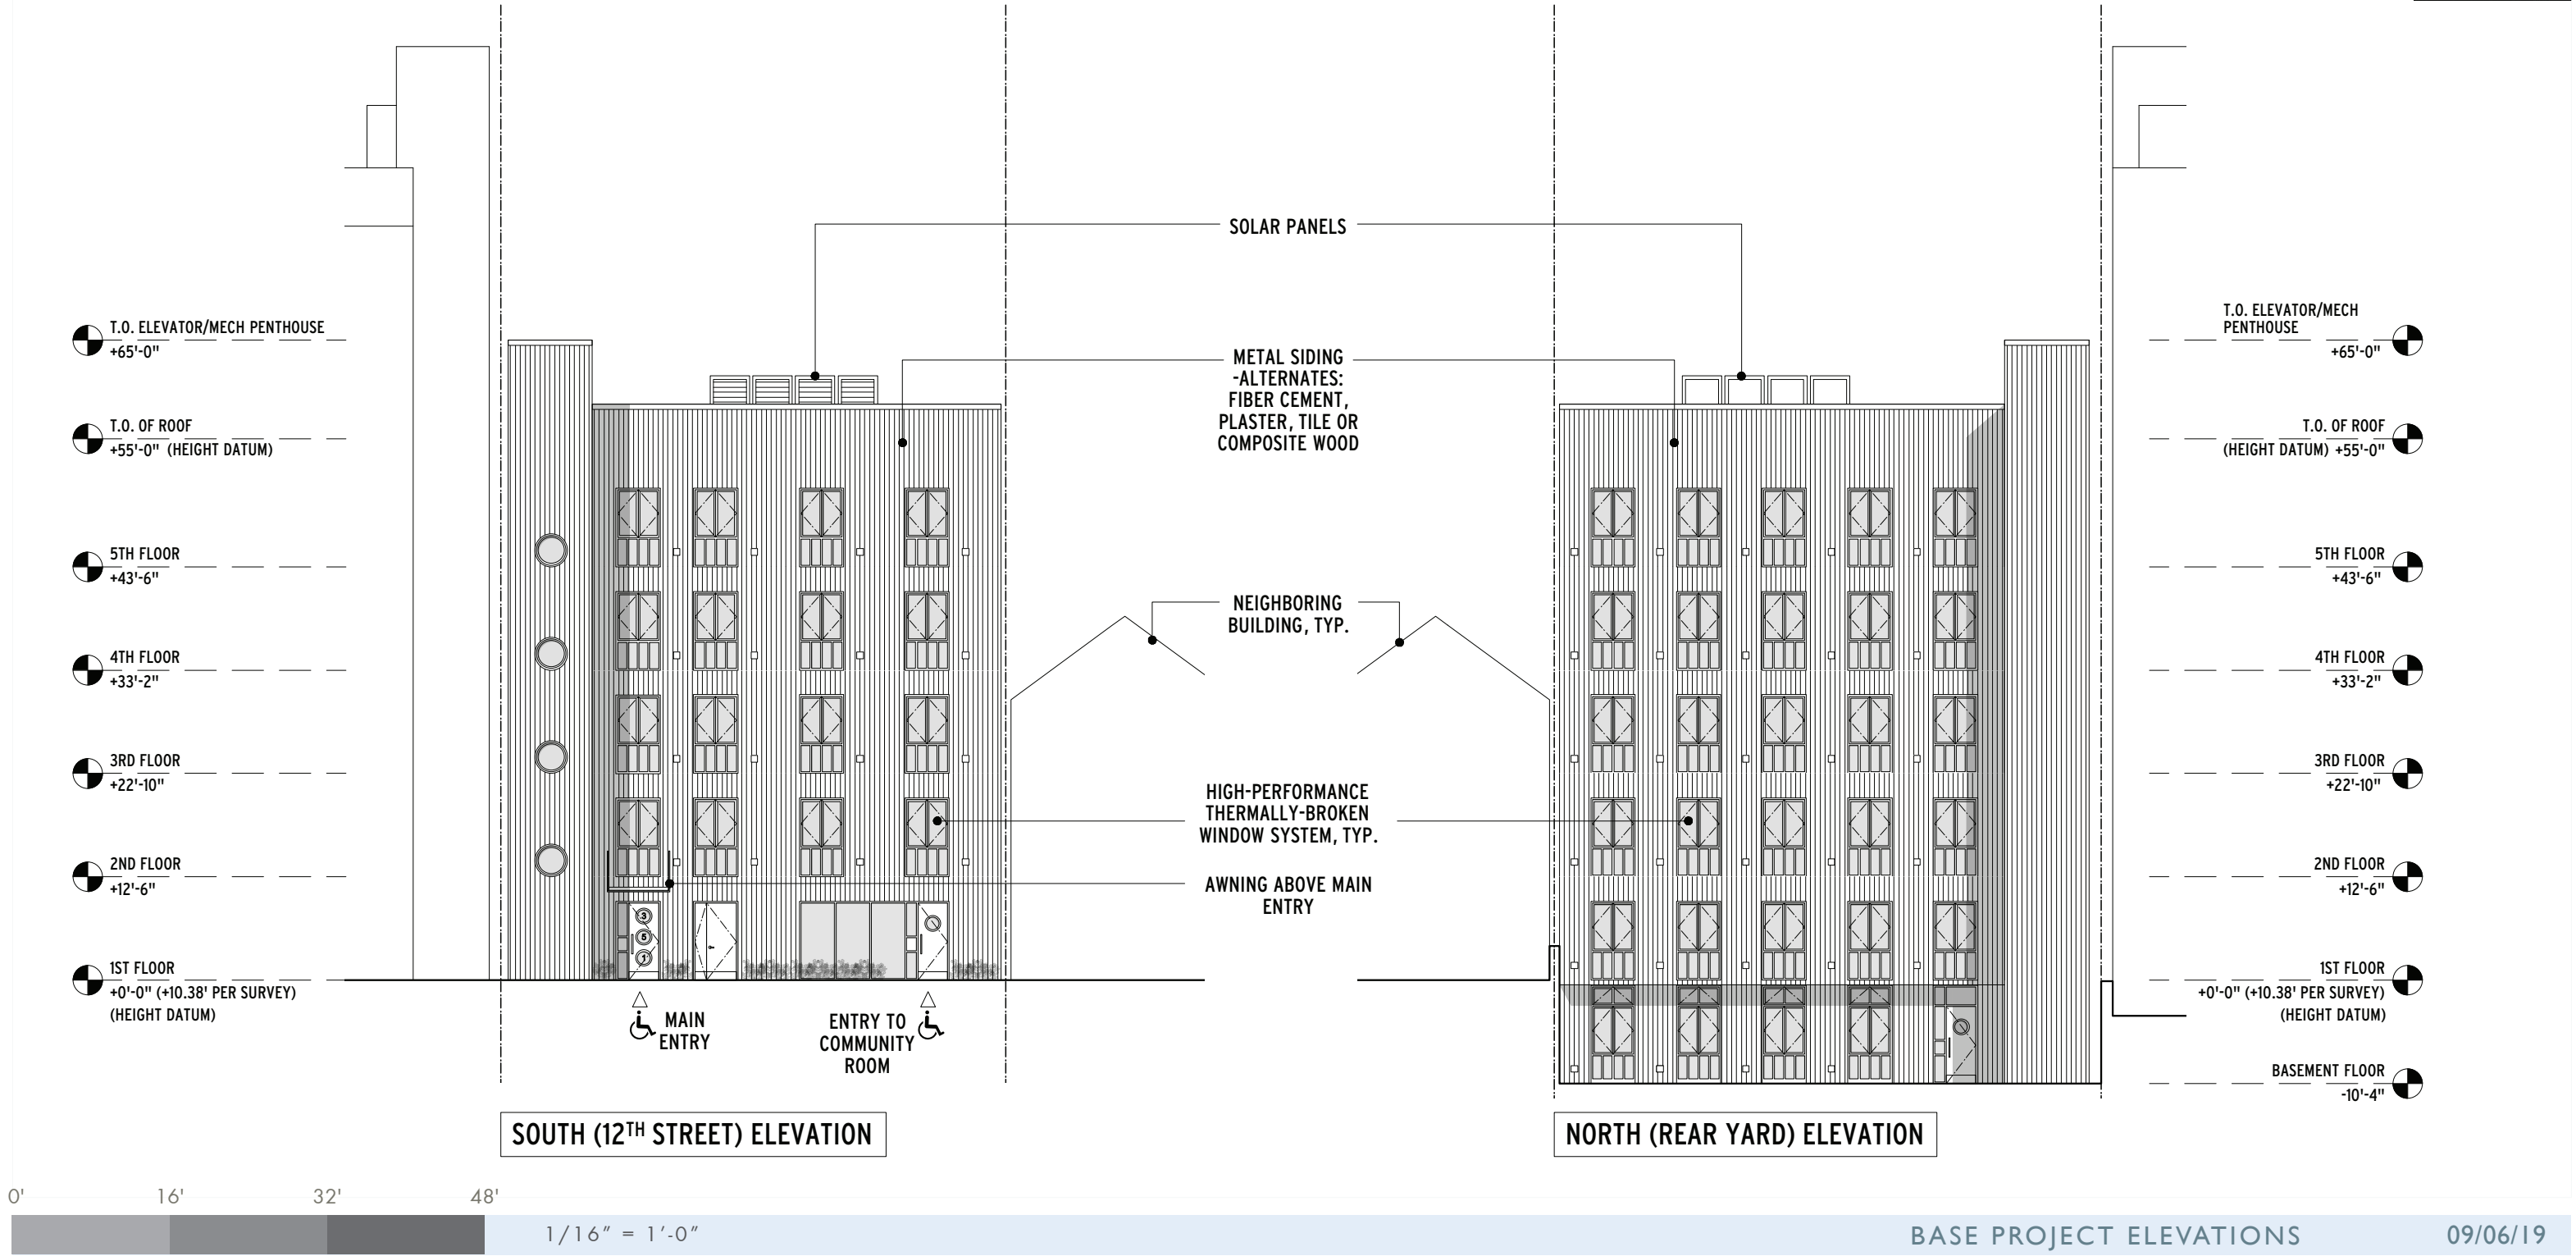 SOLAR PANELS
T.O. ELEVATOR/MECH PENTHOUSE
+65'-0"
T.O. OF ROOF
+55'-0" (HEIGHT DATUM)
5TH FLOOR
+43'-6"
4TH FLOOR
+33'-2"
3RD FLOOR
+22'-10"
2ND FLOOR
+12'-6"
1ST FLOOR
+0'-0" (+10.38' PER SURVEY)
(HEIGHT DATUM)
3
5
1
MAIN
ENTRY
ENTRY TO
COMMUNITY
ROOM
METAL SIDING
-ALTERNATES:
FIBER CEMENT,
PLASTER, TILE OR
COMPOSITE WOOD
NEIGHBORING
BUILDING, TYP.
HIGH-PERFORMANCE
THERMALLY-BROKEN
WINDOW SYSTEM, TYP.
AWNING ABOVE MAIN
ENTRY
T.O. ELEVATOR/MECH
PENTHOUSE
+65'-0"
T.O. OF ROOF
(HEIGHT DATUM) +55'-0"
5TH FLOOR
+43'-6"
4TH FLOOR
+33'-2"
3RD FLOOR
+22'-10"
2ND FLOOR
+12'-6"
1ST FLOOR
+0'-0" (+10.38' PER SURVEY)
(HEIGHT DATUM)
BASEMENT FLOOR
-10'-4"
SOUTH (12TH STREET) ELEVATION
NORTH (REAR YARD) ELEVATION
0' 16' 32' 48'
1/16" = 1'-0"
BASE PROJECT ELEVATIONS 09/06/19